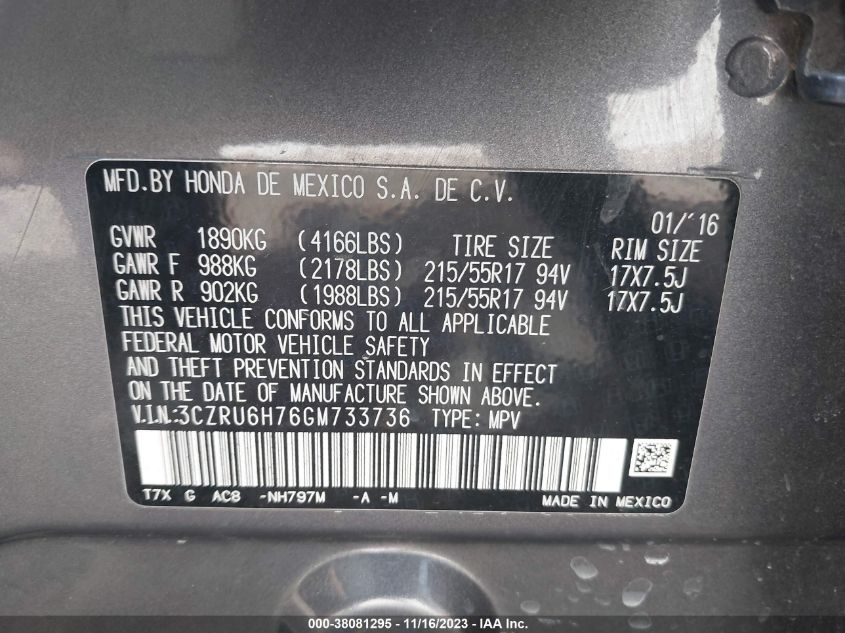 MFD.BY HONDA DE MEXICO S.A. DE C.V.
01/'16
GVWR 1890KG (4166LBS) TIRE SIZE RIM SIZE
GAWR F 988KG (2178LBS) 215/55R17 94V 17X7.5J
GAWR R 902KG (1988LBS) 215/55R17 94V 17X7.5J
THIS VEHICLE CONFORMS TO ALL APPLICABLE
FEDERAL MOTOR VEHICLE SAFETY
AND THEFT PREVENTION STANDARDS IN EFFECT
ON THE DATE OF MANUFACTURE SHOWN ABOVE.
V.I.N.:3CZRU6H76GM733736 TYPE: MPV
T7X G AC8 -NH797M -A -M MADE IN MEXICO
000-38081295 - 11/16/2023 - IAA Inc.